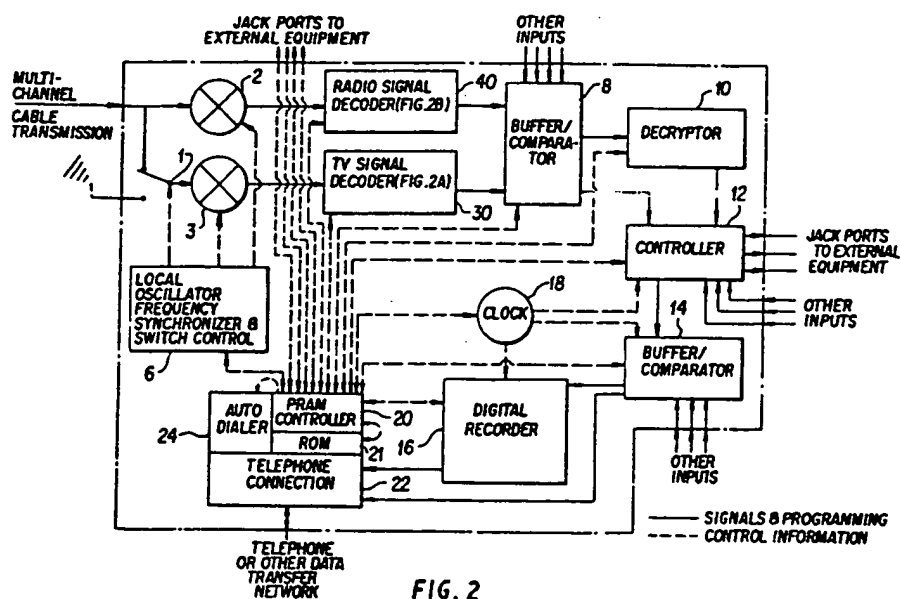 JACK PORTS TO
EXTERNAL EQUIPMENT
OTHER
INPUTS
MULTI-
CHANNEL
CABLE
TRANSMISSION
2
RADIO SIGNAL
DECODER(FIG.2B)
40
8
BUFFER/
COMPARA-
TOR
10
DECRYPTOR
1
3
TV SIGNAL
DECODER(FIG.2A)
30
12
CONTROLLER
JACK PORTS
TO EXTERNAL
EQUIPMENT
OTHER
INPUTS
LOCAL
OSCILLATOR
FREQUENCY
SYNCHRONIZER &
SWITCH CONTROL
6
18
CLOCK
14
BUFFER/
COMPARATOR
AUTO
DIALER
24
PRAM
CONTROLLER
20
ROM
21
TELEPHONE
CONNECTION
22
16
DIGITAL
RECORDER
OTHER
INPUTS
SIGNALS & PROGRAMMING
CONTROL INFORMATION
TELEPHONE
OR OTHER DATA
TRANSFER
NETWORK
FIG. 2